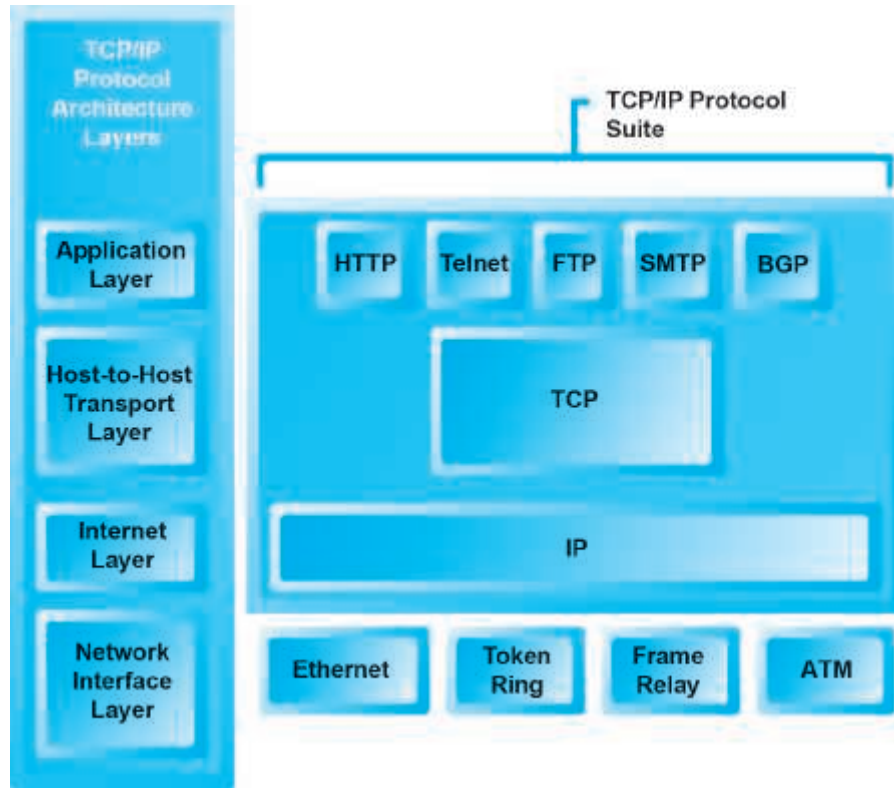 TCP/IP
Protocol
Architecture
Layers
TCP/IP Protocol
Suite
Application
Layer
HTTP
Telnet
FTP
SMTP
BGP
Host-to-Host
Transport
Layer
TCP
Internet
Layer
IP
Network
Interface
Layer
Ethernet
Token
Ring
Frame
Relay
ATM